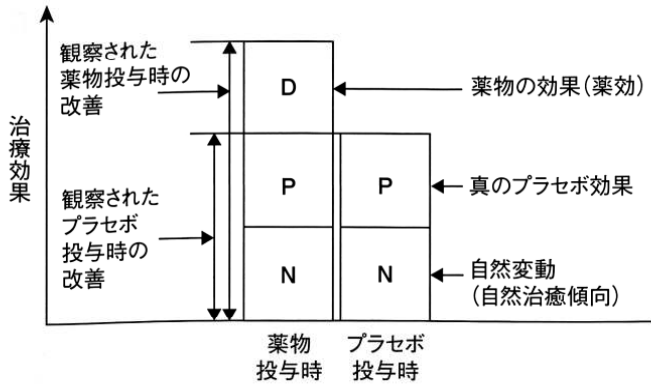 治療効果
観察された
薬物投与時の
改善
観察された
プラセボ
投与時の
改善
D
P
P
N
N
薬物の効果(薬効)
真のプラセボ効果
自然変動
(自然治癒傾向)
薬物
投与時
プラセボ
投与時